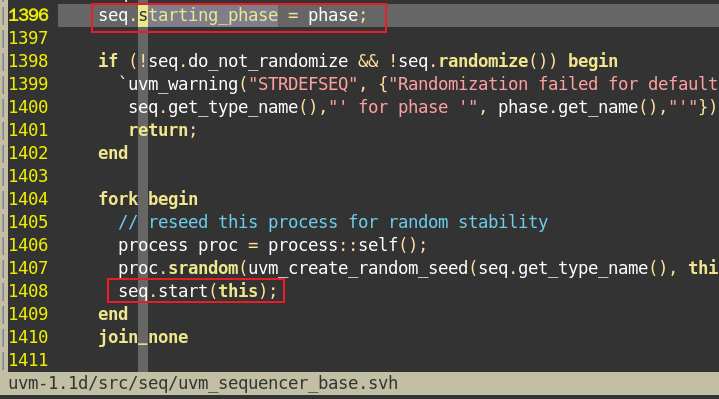 1396     seq.starting_phase = phase;
1397
1398     if (!seq.do_not_randomize && !seq.randomize()) begin
1399       `uvm_warning("STRDEFSEQ", {"Randomization failed for default
1400        seq.get_type_name(),"' for phase '", phase.get_name(),"'"})
1401        return;
1402     end
1403
1404     fork begin
1405       // reseed this process for random stability
1406       process proc = process::self();
1407       proc.srandom(uvm_create_random_seed(seq.get_type_name(), thi
1408       seq.start(this);
1409     end
1410     join_none
1411
uvm-1.1d/src/seq/uvm_sequencer_base.svh